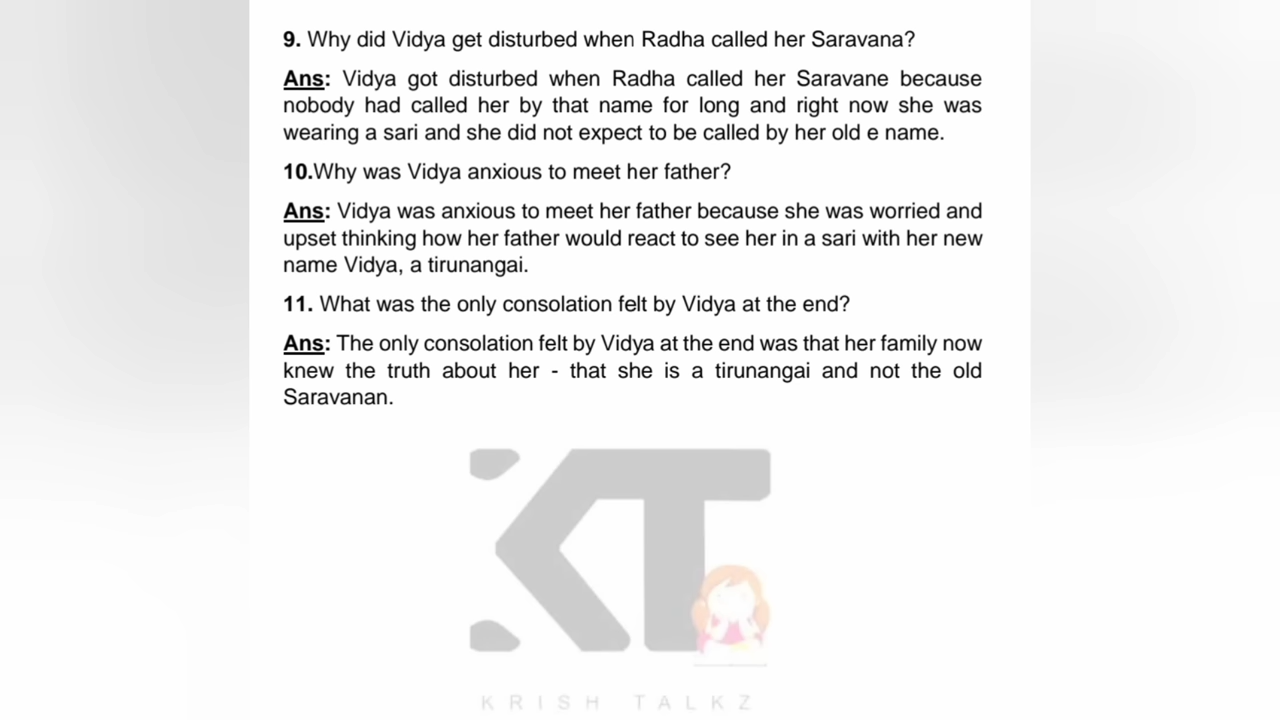 9. Why did Vidya get disturbed when Radha called her Saravana?
Ans: Vidya got disturbed when Radha called her Saravane because
nobody had called her by that name for long and right now she was
wearing a sari and she did not expect to be called by her old e name.
10.Why was Vidya anxious to meet her father?
Ans: Vidya was anxious to meet her father because she was worried and
upset thinking how her father would react to see her in a sari with her new
name Vidya, a tirunangai.
11. What was the only consolation felt by Vidya at the end?
Ans: The only consolation felt by Vidya at the end was that her family now
knew the truth about her - that she is a tirunangai and not the old
Saravanan.
KT
KRISH TALKZ